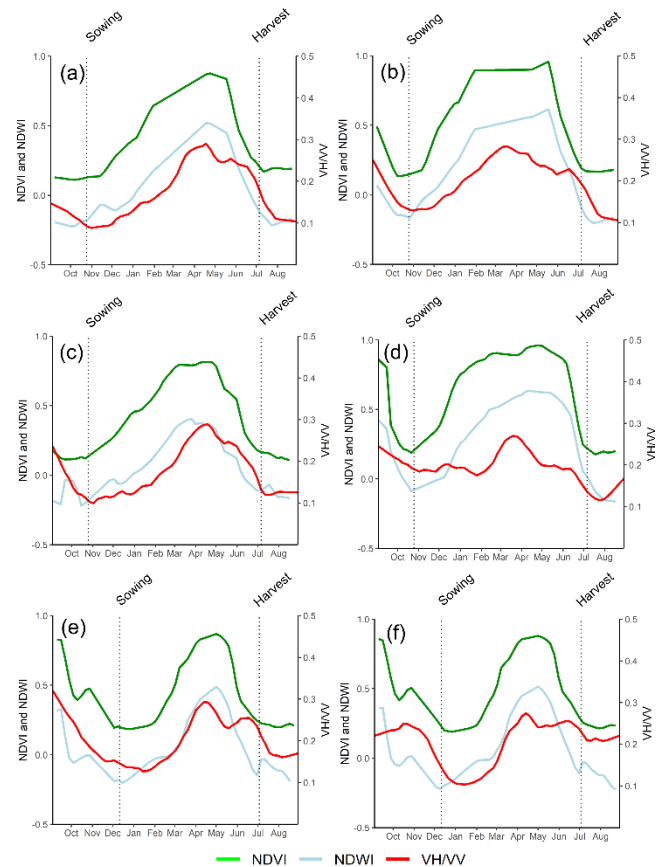 Sowing Harvest Sowing Harvest
(a) (b)
1.0 0.5 1.0 0.5
0.5 0.4 0.5 0.4
0.0 0.3 0.0 0.3
-0.5 0.2 -0.5 0.2
0.1 0.1
NDVI and NDWI VH/VV NDVI and NDWI VH/VV
Oct Nov Dec Jan Feb Mar Apr May Jun Jul Aug Oct Nov Dec Jan Feb Mar Apr May Jun Jul Aug
Sowing Harvest Sowing Harvest
(c) (d)
1.0 0.5 1.0 0.5
0.5 0.4 0.5 0.4
0.0 0.3 0.0 0.3
-0.5 0.2 -0.5 0.2
0.1 0.1
NDVI and NDWI VH/VV NDVI and NDWI VH/VV
Oct Nov Dec Jan Feb Mar Apr May Jun Jul Aug Oct Nov Dec Jan Feb Mar Apr May Jun Jul Aug
Sowing Harvest Sowing Harvest
(e) (f)
1.0 0.5 1.0 0.5
0.5 0.4 0.5 0.4
0.0 0.3 0.0 0.3
-0.5 0.2 -0.5 0.2
0.1 0.1
NDVI and NDWI VH/VV NDVI and NDWI VH/VV
Oct Nov Dec Jan Feb Mar Apr May Jun Jul Aug Oct Nov Dec Jan Feb Mar Apr May Jun Jul Aug
NDVI NDWI VH/VV